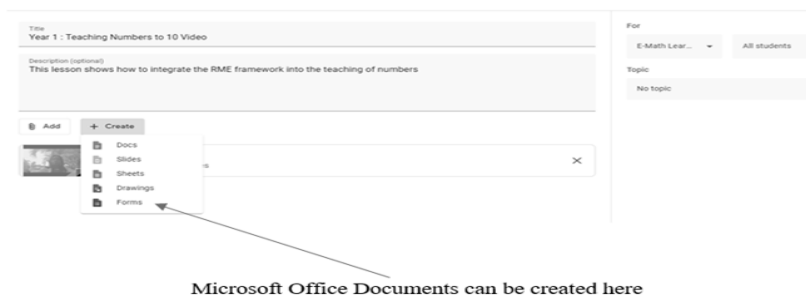 Title
Year 1 : Teaching Numbers to 10 Video
Description (optional)
This lesson shows how to integrate the RME framework into the teaching of numbers
Add
+ Create
Docs
Slides
Sheets
Drawings
Forms
For
E-Math Lear...
All students
Topic
No topic
Microsoft Office Documents can be created here